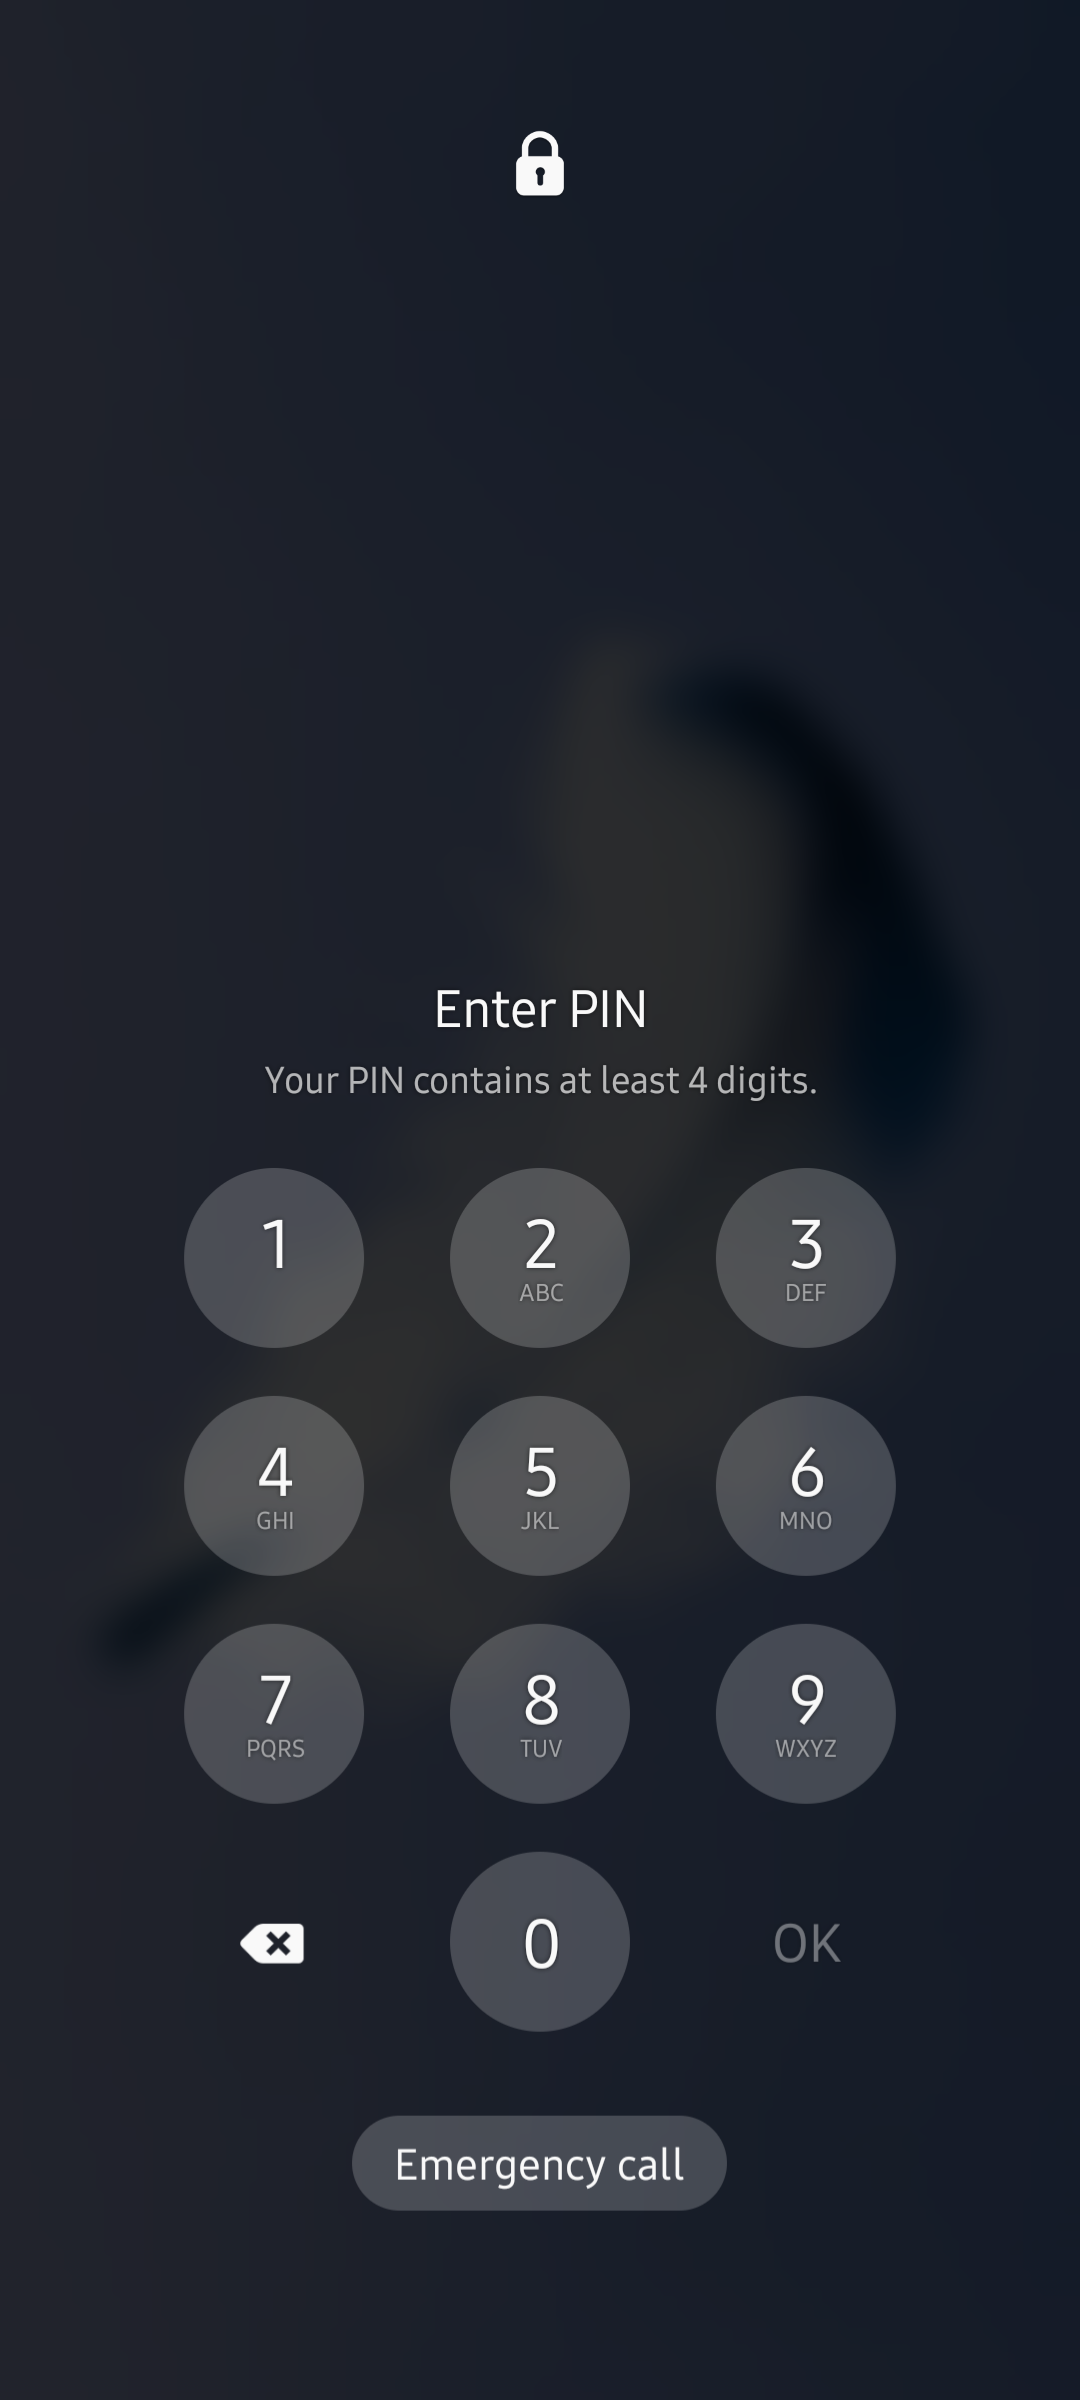 Enter PIN
Your PIN contains at least 4 digits.
1
2
ABC
3
DEF
4
GHI
5
JKL
6
MNO
7
PQRS
8
TUV
9
WXYZ
0
OK
Emergency call